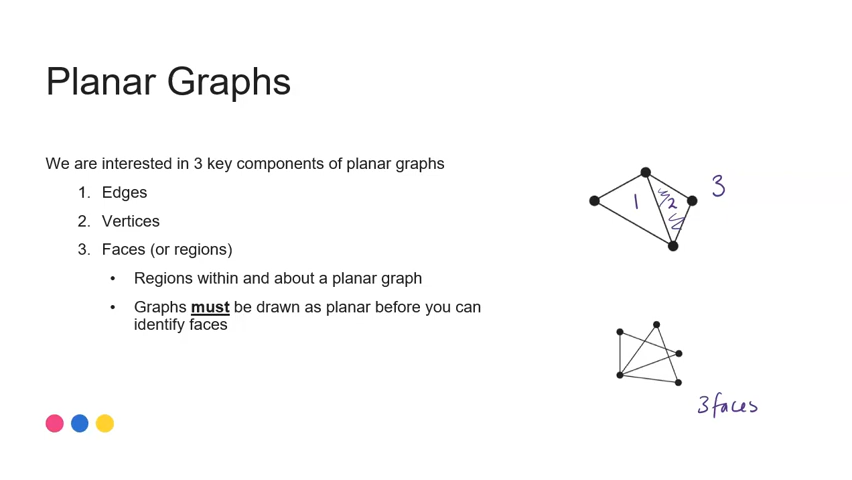 Planar Graphs
We are interested in 3 key components of planar graphs
1. Edges
2. Vertices
3. Faces (or regions)
• Regions within and about a planar graph
• Graphs must be drawn as planar before you can
identify faces
1
2
3
3 faces